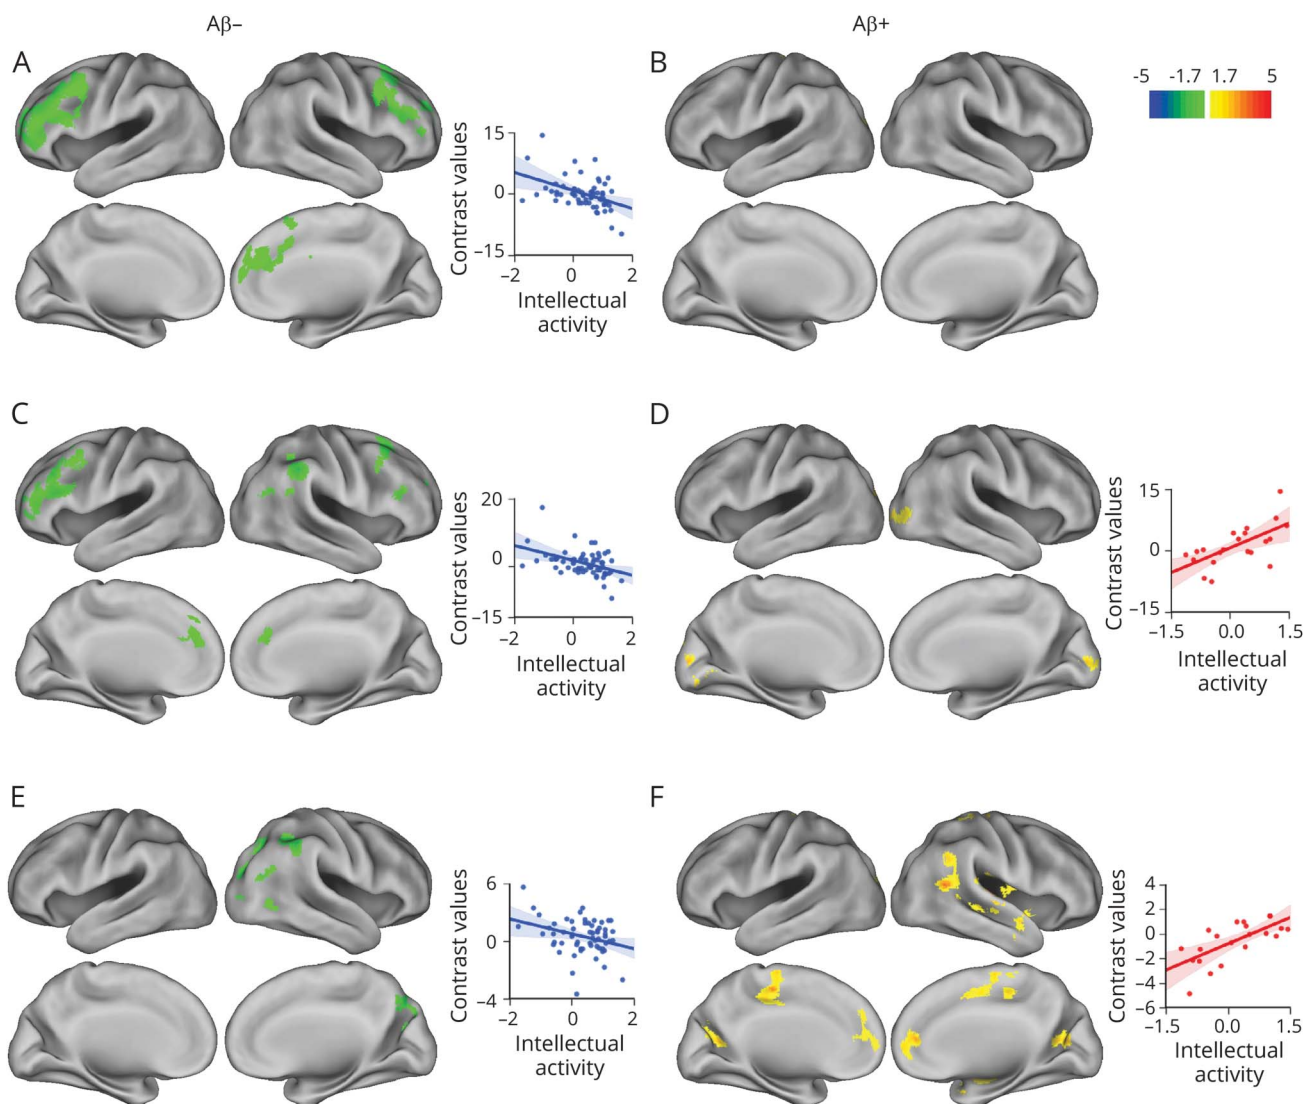 Aβ− Aβ+
A
B
-5 -1.7 1.7 5
Contrast values
15
0
−15
−2 0 2
Intellectual
activity
C
D
Contrast values
20
0
−15
−2 0 2
Intellectual
activity
Contrast values
15
0
−15
−1.5 0.0 1.5
Intellectual
activity
E
F
Contrast values
6
0
−4
−2 0 2
Intellectual
activity
Contrast values
4
2
0
−2
−4
−6
−1.5 0.0 1.5
Intellectual
activity